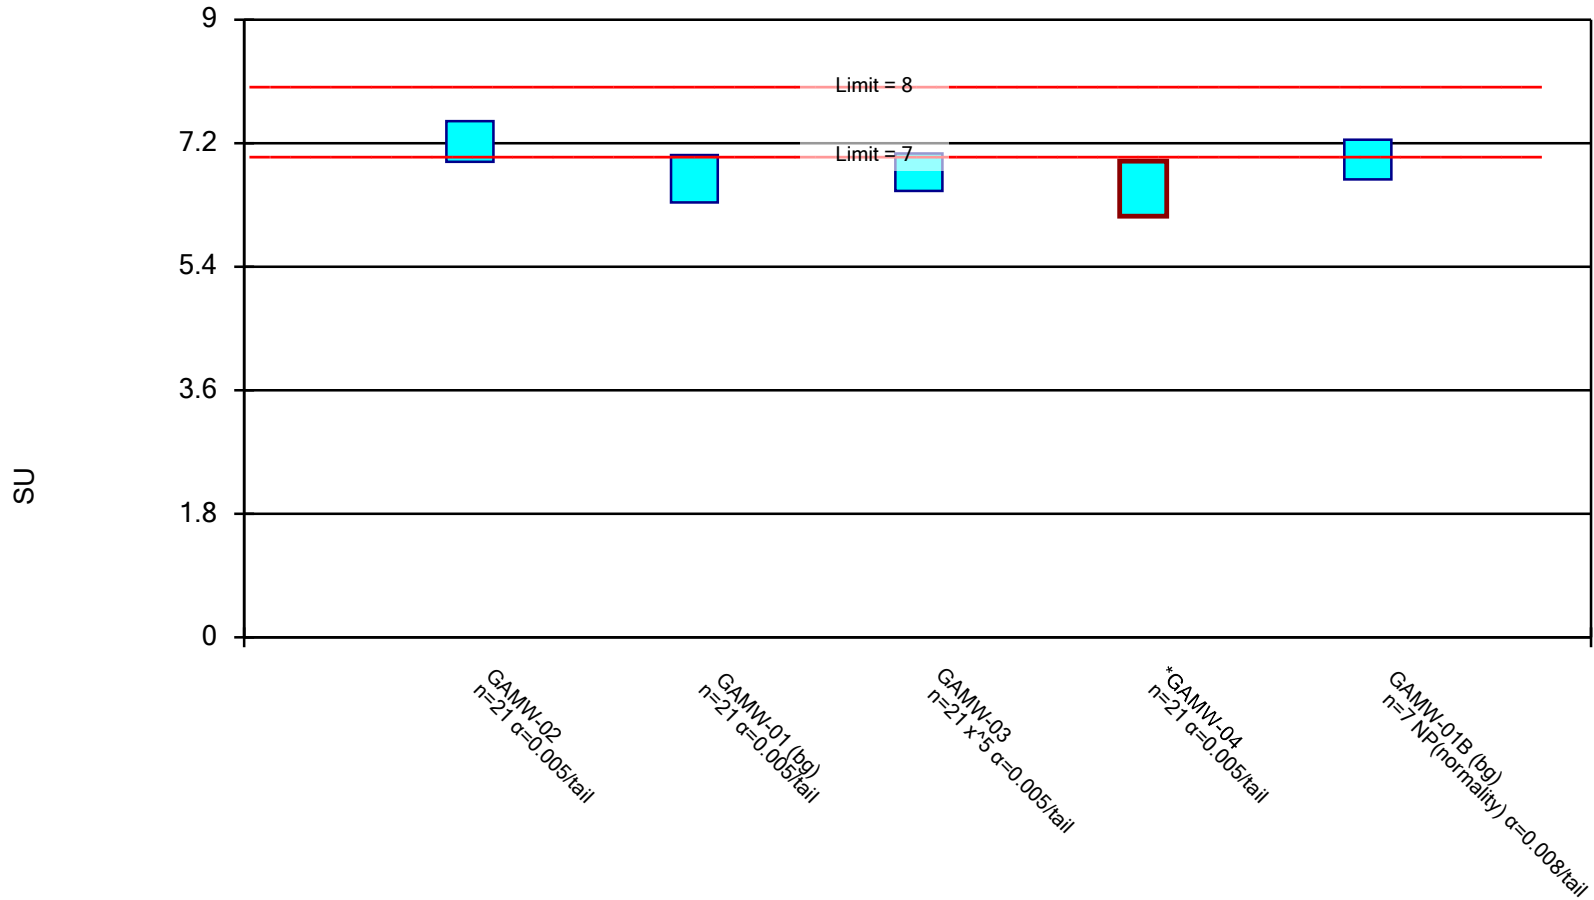 9
Limit = 8
7.2
Limit = 7
5.4
3.6
SU
1.8
0
GAMW-02
n=21 α=0.005/tail
GAMW-01 (bg)
n=21 α=0.005/tail
GAMW-03
n=21 x^5 α=0.005/tail
*GAMW-04
n=21 α=0.005/tail
GAMW-01B (bg)
n=7 NP(normality) α=0.008/tail